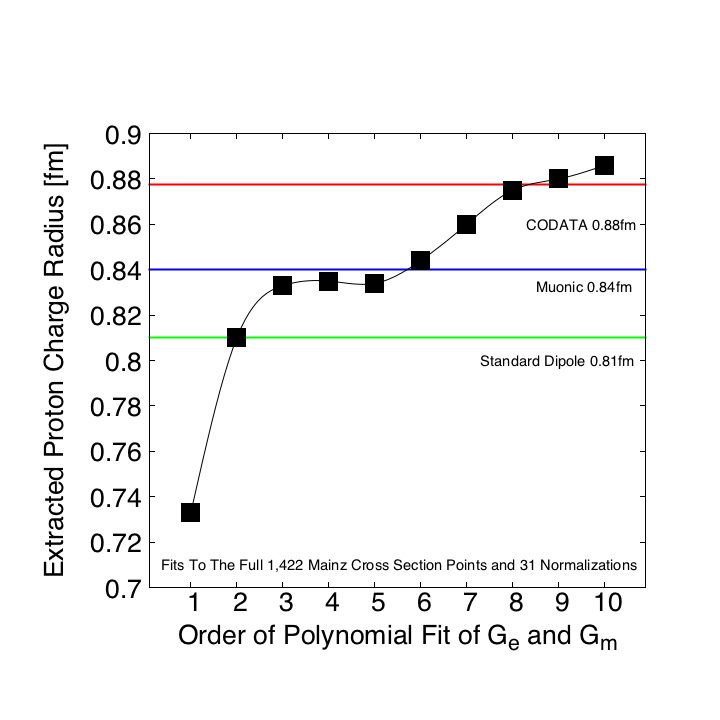 0.9
0.88
0.86
0.84
0.82
0.8
0.78
0.76
0.74
0.72
0.7
Extracted Proton Charge Radius [fm]
CODATA 0.88fm
Muonic 0.84fm
Standard Dipole 0.81fm
Fits To The Full 1,422 Mainz Cross Section Points and 31 Normalizations
1 2 3 4 5 6 7 8 9 10
Order of Polynomial Fit of Ge and Gm